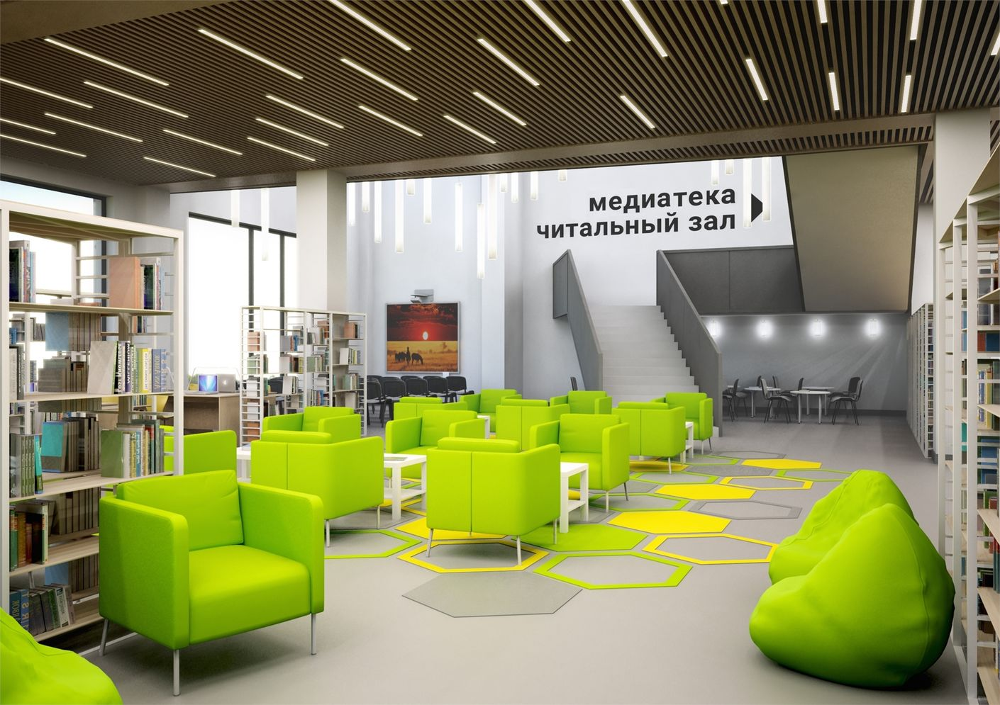 медиатека
читальный зал